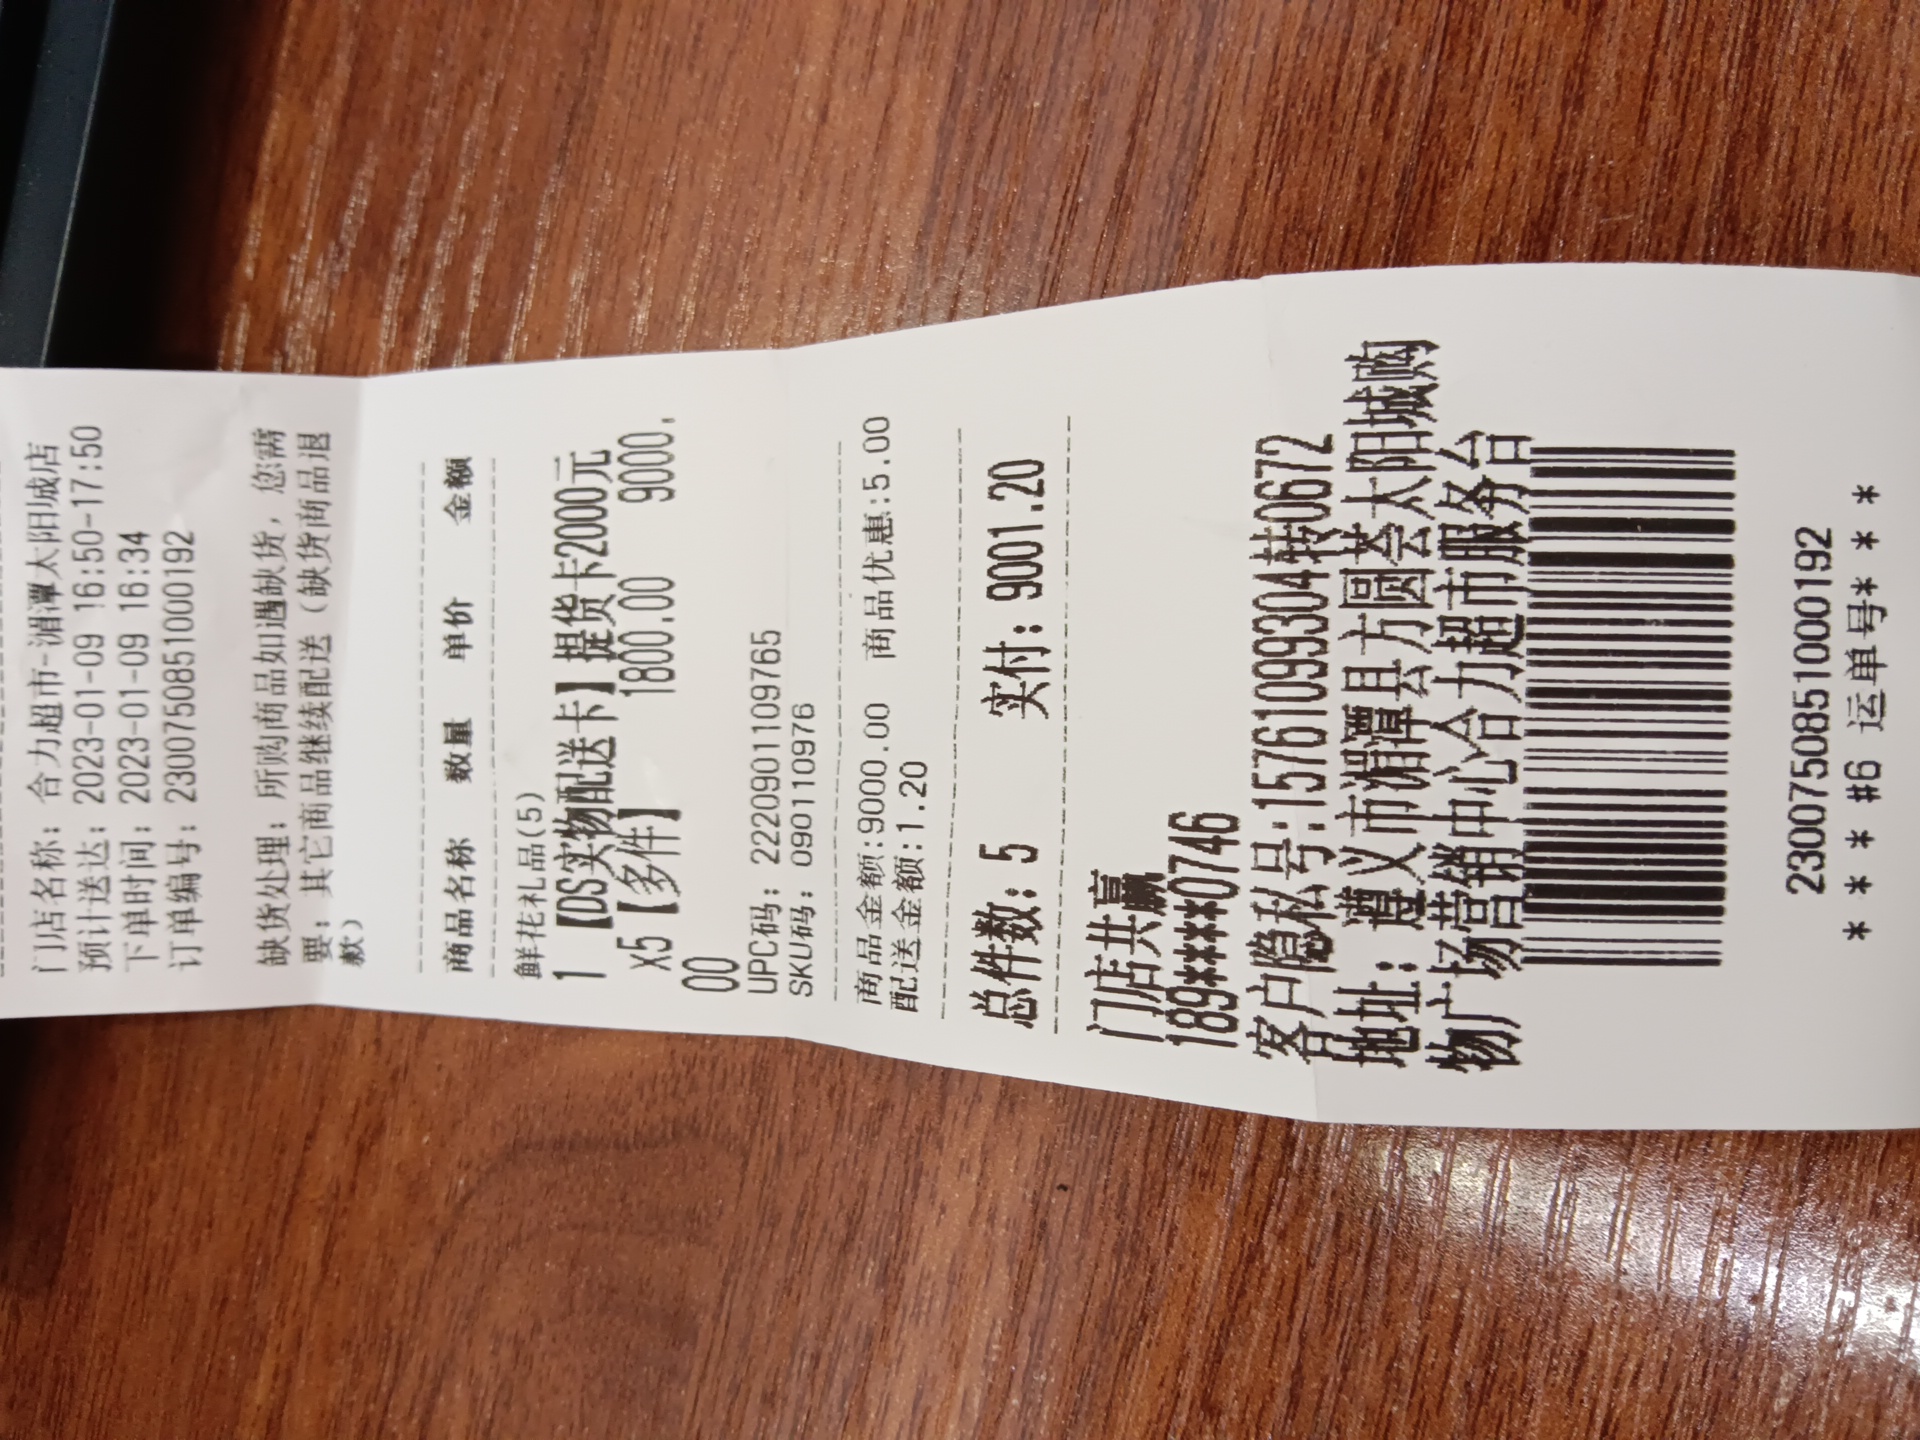 门店名称：合力超市-湄潭太阳城店
预计送达：2023-01-09 16:50-17:50
下单时间：2023-01-09 16:34
订单编号：2300750851000192
缺货处理：所购商品如遇缺货，您需
要：其它商品继续配送（缺货商品退
款）
商品名称 数量 单价 金额
鲜花礼品(5)
1 【DS实物配送卡】提货卡2000元
x5【多件】 1800.00 9000.
00
UPC码：2220901109765
SKU码：090110976
商品金额:9000.00 商品优惠:5.00
配送金额:1.20
总件数：5 实付：9001.20
门店共赢
189****0746
客户隐私号:15761099304转0672
地址：遵义市湄潭县方圆荟太阳城购
物广场营销中心合力超市服务台
2300750851000192
* * * #6 运单号* * *